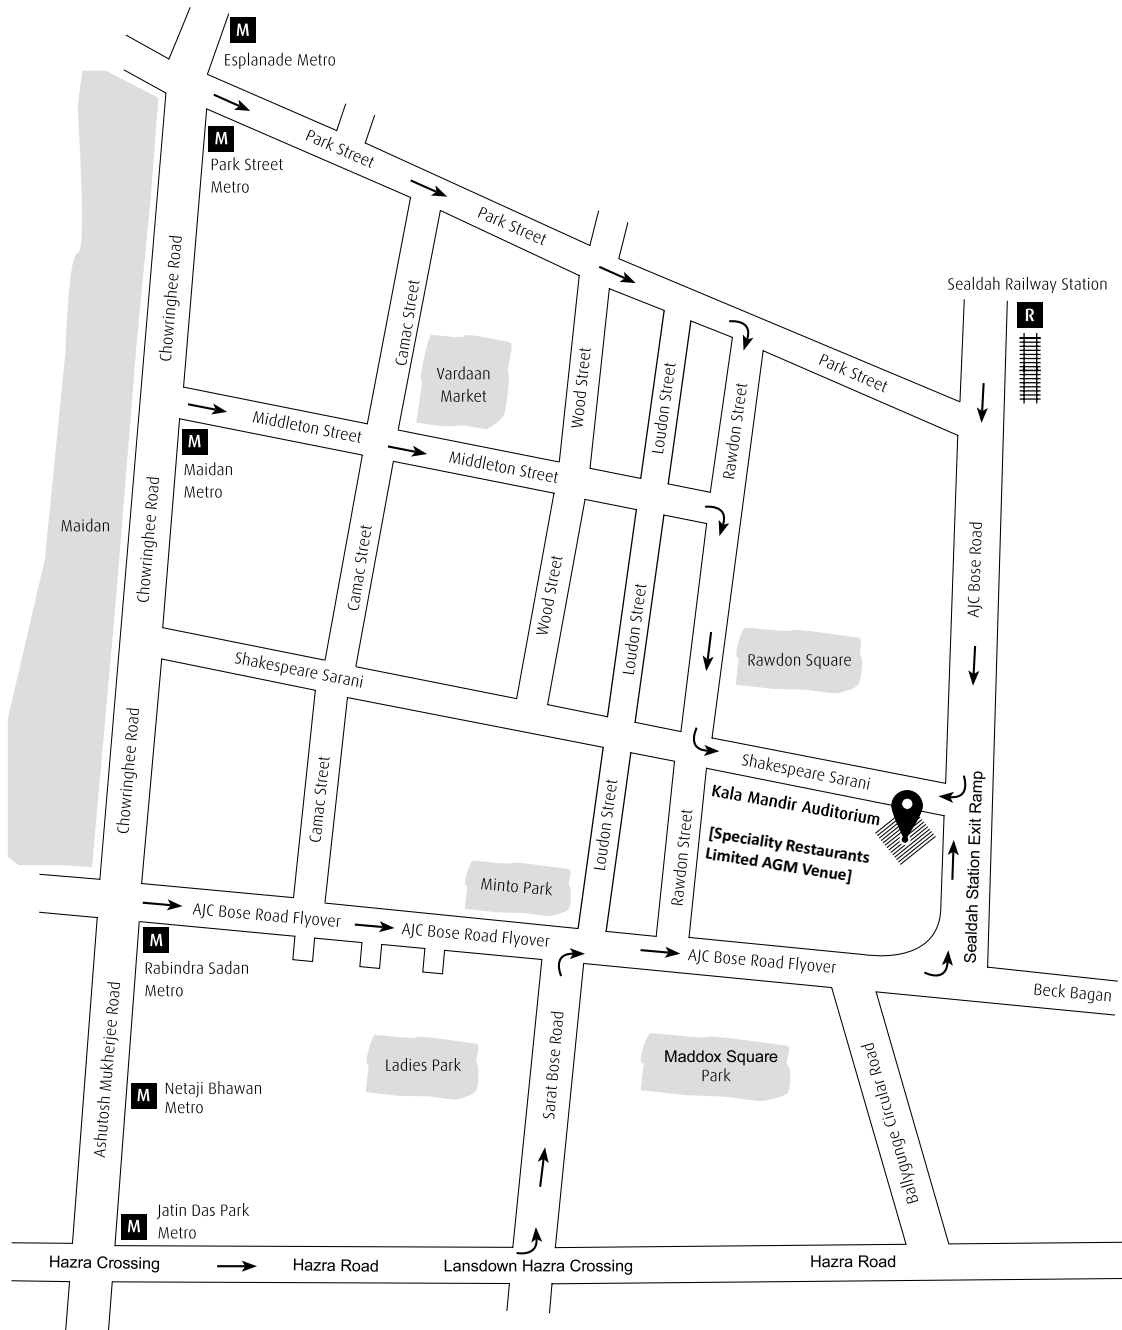 M
Esplanade Metro
M
Park Street
Metro
Park Street
Park Street
Park Street
Sealdah Railway Station
R
Chowringhee Road
Camac Street
Vardaan
Market
Wood Street
Loudon Street
Rawdon Street
Middleton Street
Middleton Street
M
Maidan
Metro
Maidan
Chowringhee Road
Camac Street
Wood Street
Loudon Street
AJC Bose Road
Rawdon Square
Shakespeare Sarani
Shakespeare Sarani
Chowringhee Road
Camac Street
Loudon Street
Rawdon Street
Kala Mandir Auditorium
[Speciality Restaurants
Limited AGM Venue]
Sealdah Station Exit Ramp
Minto Park
AJC Bose Road Flyover
AJC Bose Road Flyover
AJC Bose Road Flyover
M
Rabindra Sadan
Metro
Beck Bagan
Ashutosh Mukherjee Road
Sarat Bose Road
Ladies Park
Maddox Square
Park
Ballygunge Circular Road
M
Netaji Bhawan
Metro
M
Jatin Das Park
Metro
Hazra Crossing
Hazra Road
Lansdown Hazra Crossing
Hazra Road